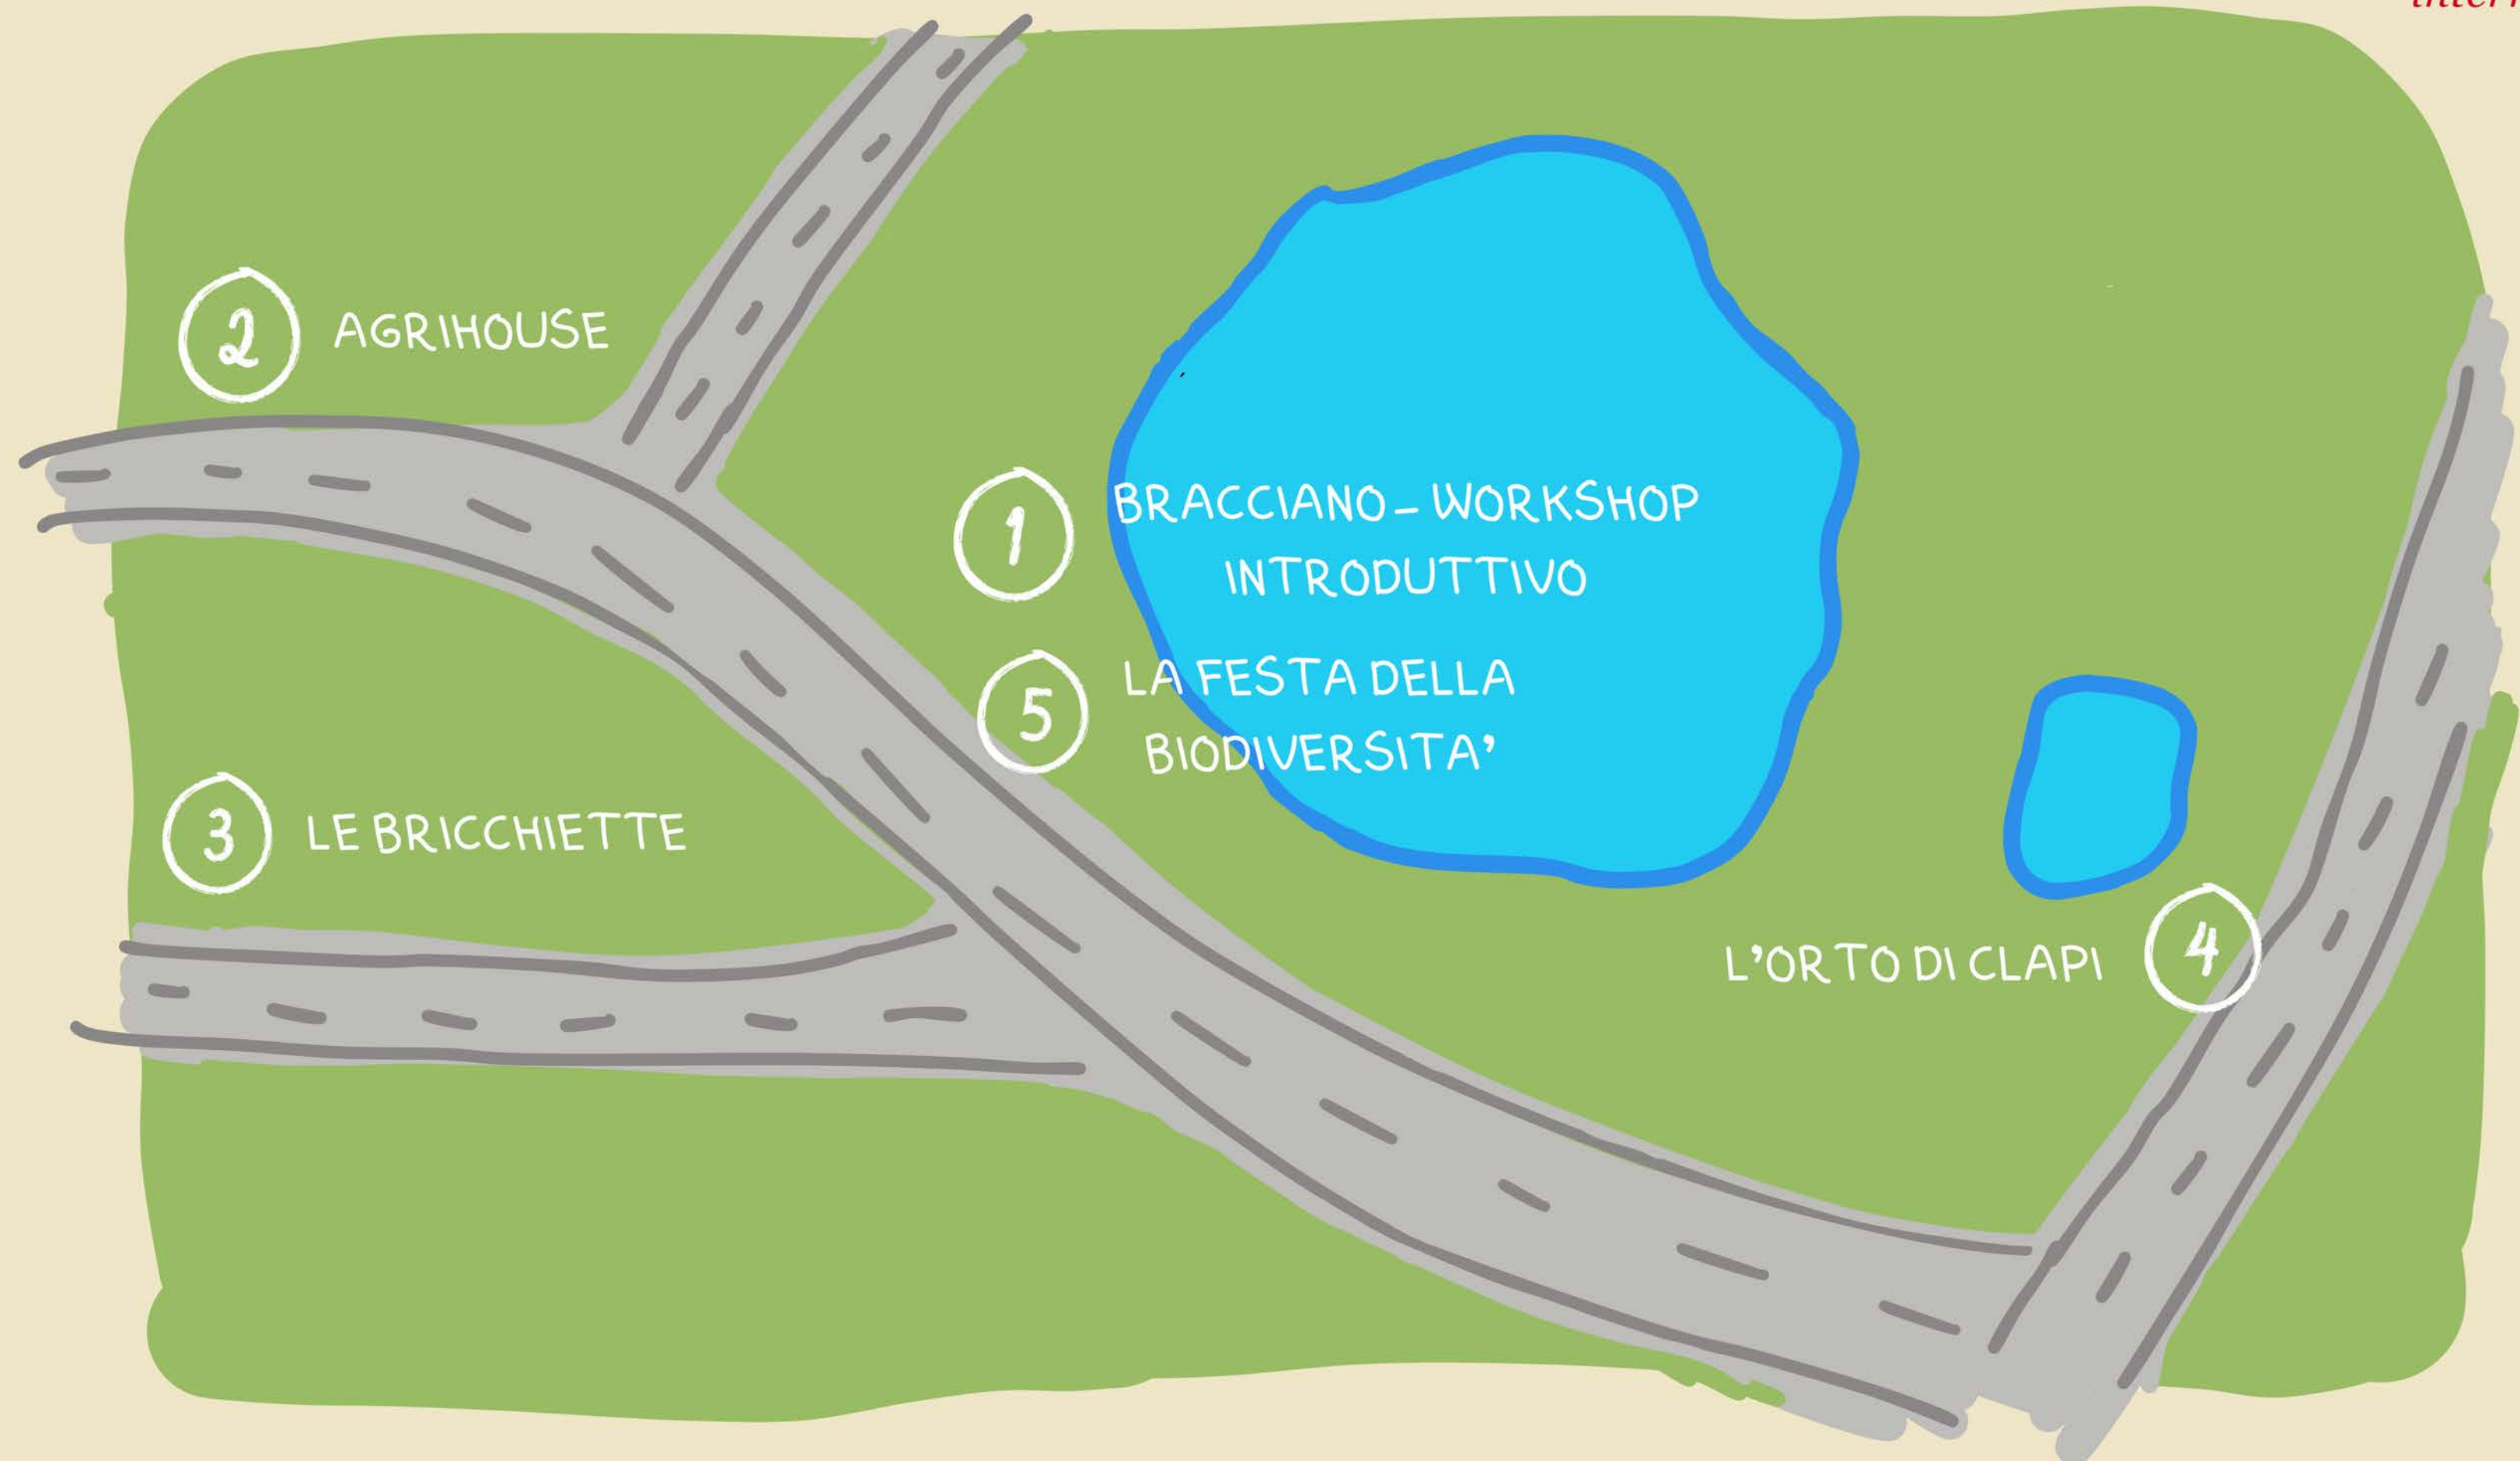 2 AGRIHOUSE
1 BRACCIANO - WORKSHOP
INTRODUTTIVO
5 LA FESTA DELLA
BIODIVERSITA'
3 LE BRICCHIETTE
L'ORTO DI CLAPI 4